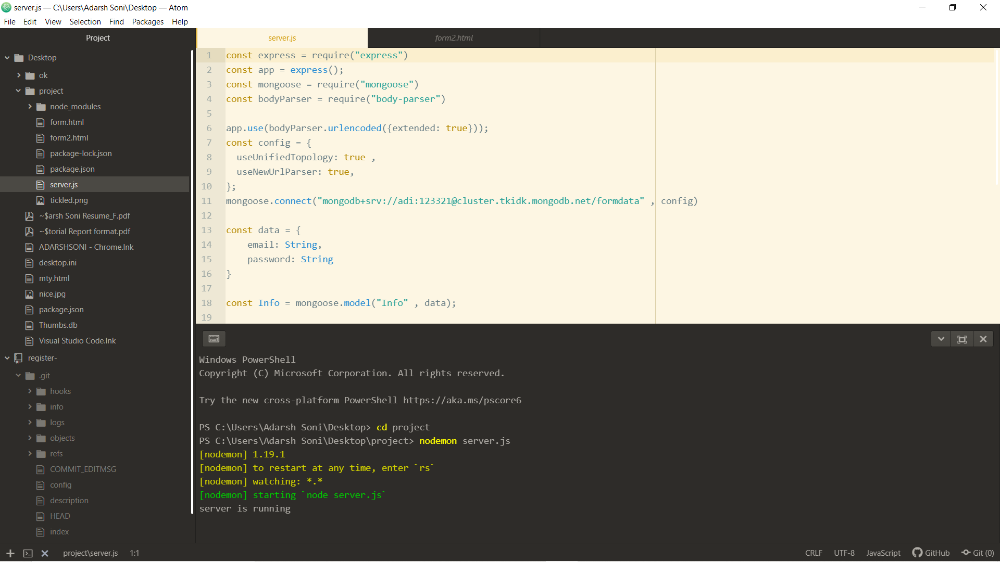 server.js — C:\Users\Adarsh Soni\Desktop — Atom
File Edit View Selection Find Packages Help
Project
Desktop
ok
project
node_modules
form.html
form2.html
package-lock.json
package.json
server.js
tickled.png
~$arsh Soni Resume_F.pdf
~$torial Report format.pdf
ADARSHSONI - Chrome.lnk
desktop.ini
mty.html
nice.jpg
package.json
Thumbs.db
Visual Studio Code.lnk
register-
.git
hooks
info
logs
objects
refs
COMMIT_EDITMSG
config
description
HEAD
index
server.js form2.html
1 const express = require("express")
2 const app = express();
3 const mongoose = require("mongoose")
4 const bodyParser = require("body-parser")
5
6 app.use(bodyParser.urlencoded({extended: true}));
7 const config = {
8   useUnifiedTopology: true ,
9   useNewUrlParser: true,
10 };
11 mongoose.connect("mongodb+srv://adi:123321@cluster.tkidk.mongodb.net/formdata" , config)
12
13 const data = {
14     email: String,
15     password: String
16 }
17
18 const Info = mongoose.model("Info" , data);
19
Windows PowerShell
Copyright (C) Microsoft Corporation. All rights reserved.
Try the new cross-platform PowerShell https://aka.ms/pscore6
PS C:\Users\Adarsh Soni\Desktop> cd project
PS C:\Users\Adarsh Soni\Desktop\project> nodemon server.js
[nodemon] 1.19.1
[nodemon] to restart at any time, enter `rs`
[nodemon] watching: *.*
[nodemon] starting `node server.js`
server is running
project\server.js 1:1 CRLF UTF-8 JavaScript GitHub Git (0)